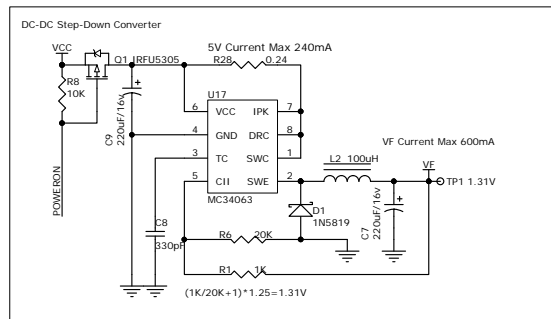 DC-DC Step-Down Converter
VCC
Q1 IRFU5305
5V Current Max 240mA
R28 0.24
R8
10K
C9
220uF/16v
U17
6 VCC IPK 7
4 GND DRC 8
3 TC SWC 1
5 CII SWE 2
MC34063
VF Current Max 600mA
L2 100uH
VF
TP1 1.31V
POWERON
C8
330pF
D1
1N5819
C7
220uF/16v
R6 20K
R1 1K
(1K/20K+1)*1.25=1.31V